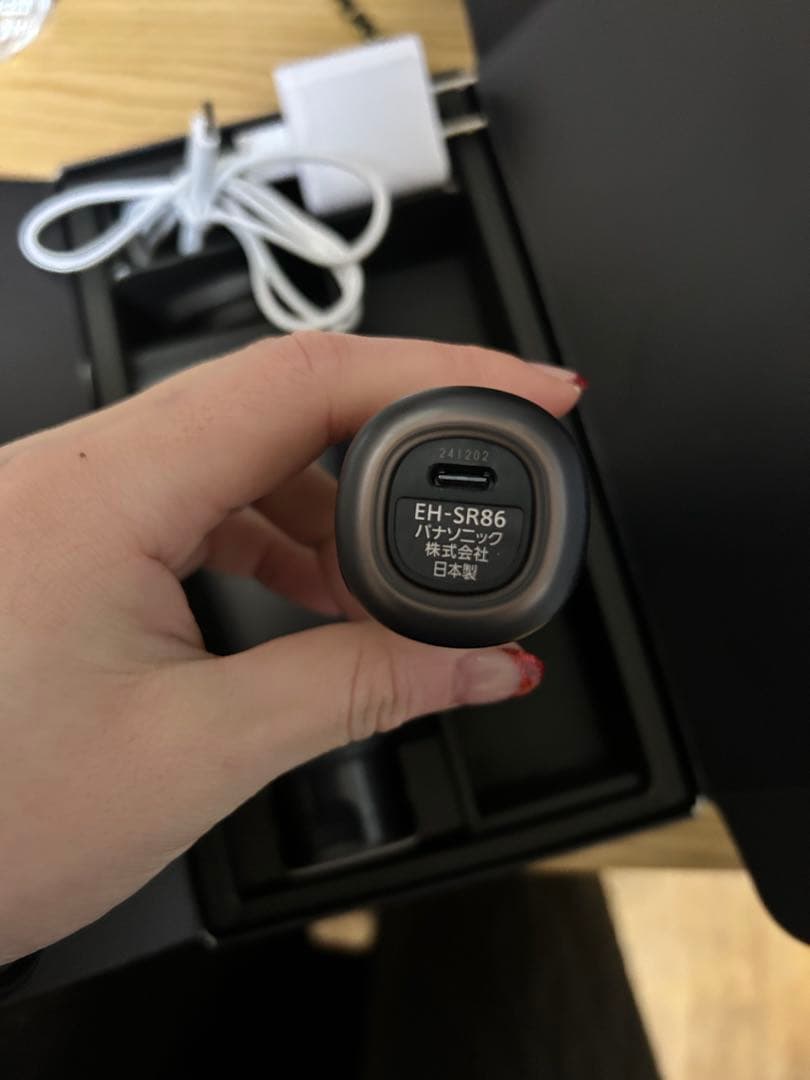 241202
EH-SR86
パナソニック
株式会社
日本製